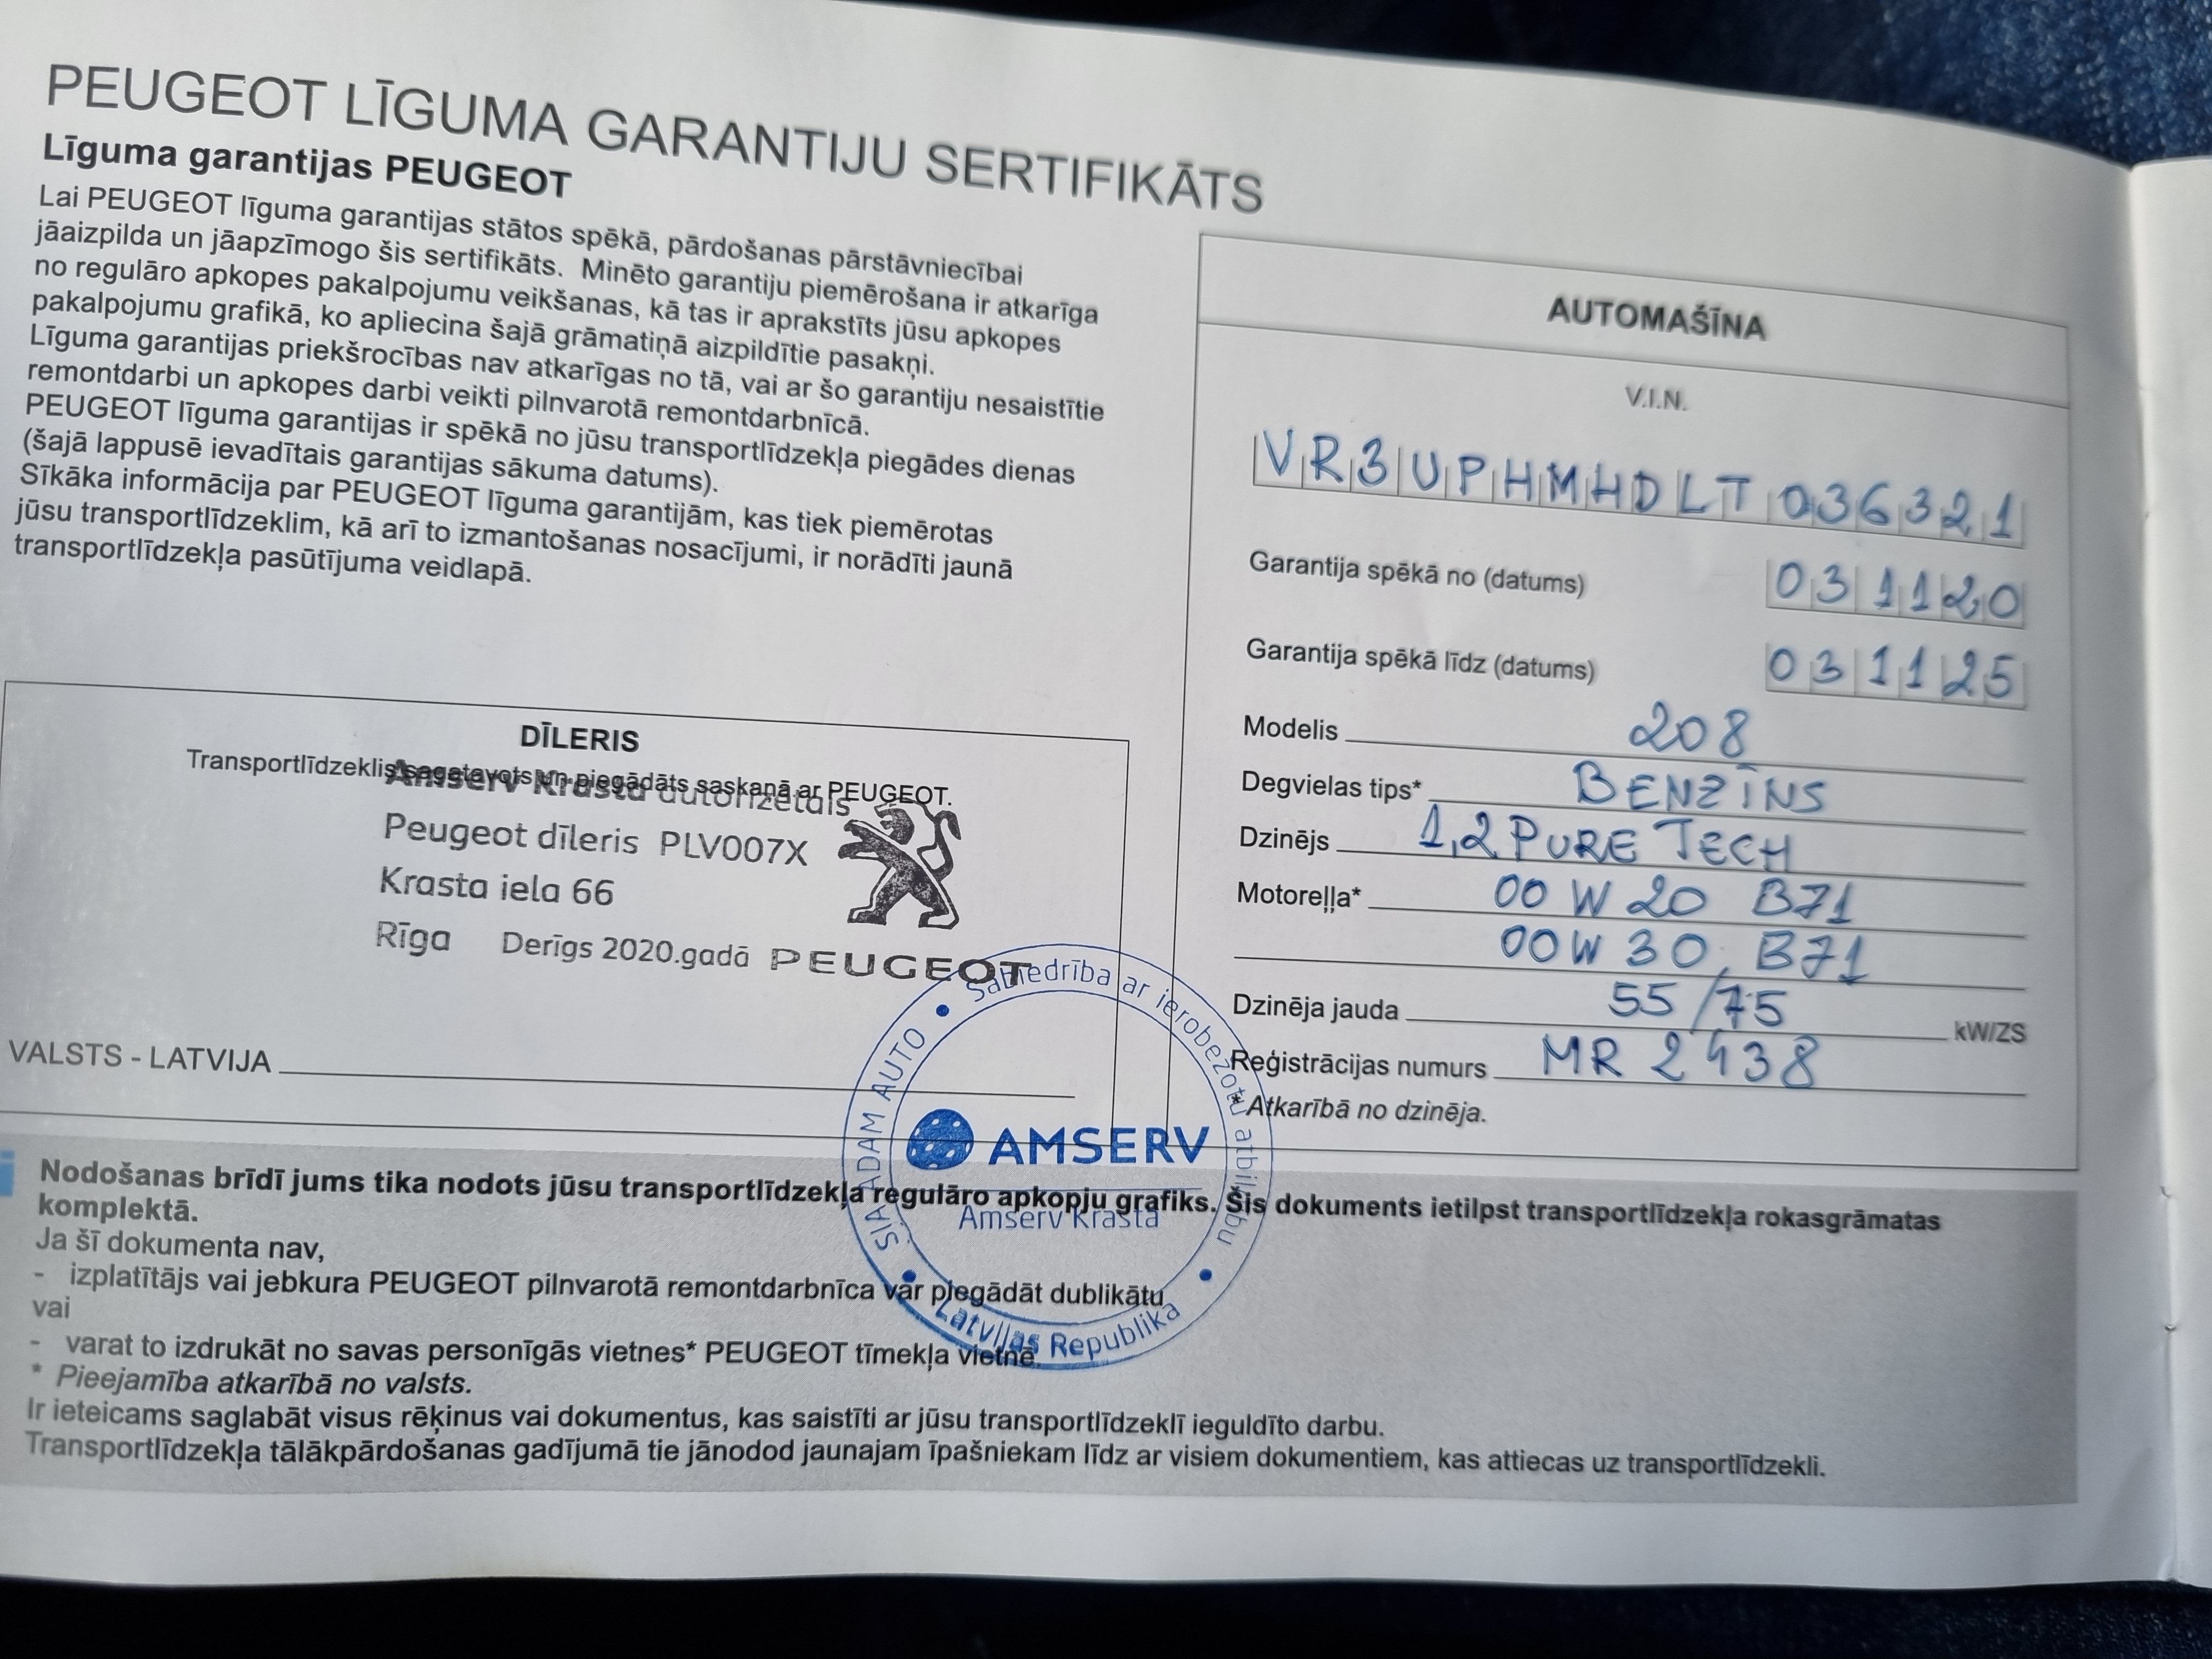 PEUGEOT LĪGUMA GARANTIJU SERTIFIKĀTS
Līguma garantijas PEUGEOT
Lai PEUGEOT līguma garantijas stātos spēkā, pārdošanas pārstāvniecībai
jāaizpilda un jāapzīmogo šis sertifikāts. Minēto garantiju piemērošana ir atkarīga
no regulāro apkopes pakalpojumu veikšanas, kā tas ir aprakstīts jūsu apkopes
pakalpojumu grafikā, ko apliecina šajā grāmatiņā aizpildītie pasakņi.
Līguma garantijas priekšrocības nav atkarīgas no tā, vai ar šo garantiju nesaistītie
remontdarbi un apkopes darbi veikti pilnvarotā remontdarbnīcā.
PEUGEOT līguma garantijas ir spēkā no jūsu transportlīdzekļa piegādes dienas
(šajā lappusē ievadītais garantijas sākuma datums).
Sīkāka informācija par PEUGEOT līguma garantijām, kas tiek piemērotas
jūsu transportlīdzeklim, kā arī to izmantošanas nosacījumi, ir norādīti jaunā
transportlīdzekļa pasūtījuma veidlapā.
DĪLERIS
Transportlīdzeklis sagatavots un piegādāts saskaņā ar PEUGEOT.
Amserv Krasta autorizētais
Peugeot dīleris PLV007X
Krasta iela 66
Rīga Derīgs 2020.gadā PEUGEOT
VALSTS - LATVIJA
AUTOMAŠĪNA
V.I.N.
VR3UPHMHDLT036321
Garantija spēkā no (datums) 031120
Garantija spēkā līdz (datums) 031125
Modelis 208
Degvielas tips* BENZĪNS
Dzinējs 1,2 PURE TECH
Motoreļļa* 00 W 20 B71
00W 30, B71
Dzinēja jauda 55/75 kW/ZS
Reģistrācijas numurs MR 2438
*Atkarībā no dzinēja.
SIA ADAM AUTO • Sabiedrība ar ierobežotu atbildību •
AMSERV
Amserv Krasta
Latvijas Republika
Nodošanas brīdī jums tika nodots jūsu transportlīdzekļa regulāro apkopju grafiks. Šis dokuments ietilpst transportlīdzekļa rokasgrāmatas
komplektā.
Ja šī dokumenta nav,
- izplatītājs vai jebkura PEUGEOT pilnvarotā remontdarbnīca var piegādāt dublikātu
vai
- varat to izdrukāt no savas personīgās vietnes* PEUGEOT tīmekļa vietnē.
* Pieejamība atkarībā no valsts.
Ir ieteicams saglabāt visus rēķinus vai dokumentus, kas saistīti ar jūsu transportlīdzeklī ieguldīto darbu.
Transportlīdzekļa tālākpārdošanas gadījumā tie jānodod jaunajam īpašniekam līdz ar visiem dokumentiem, kas attiecas uz transportlīdzekli.